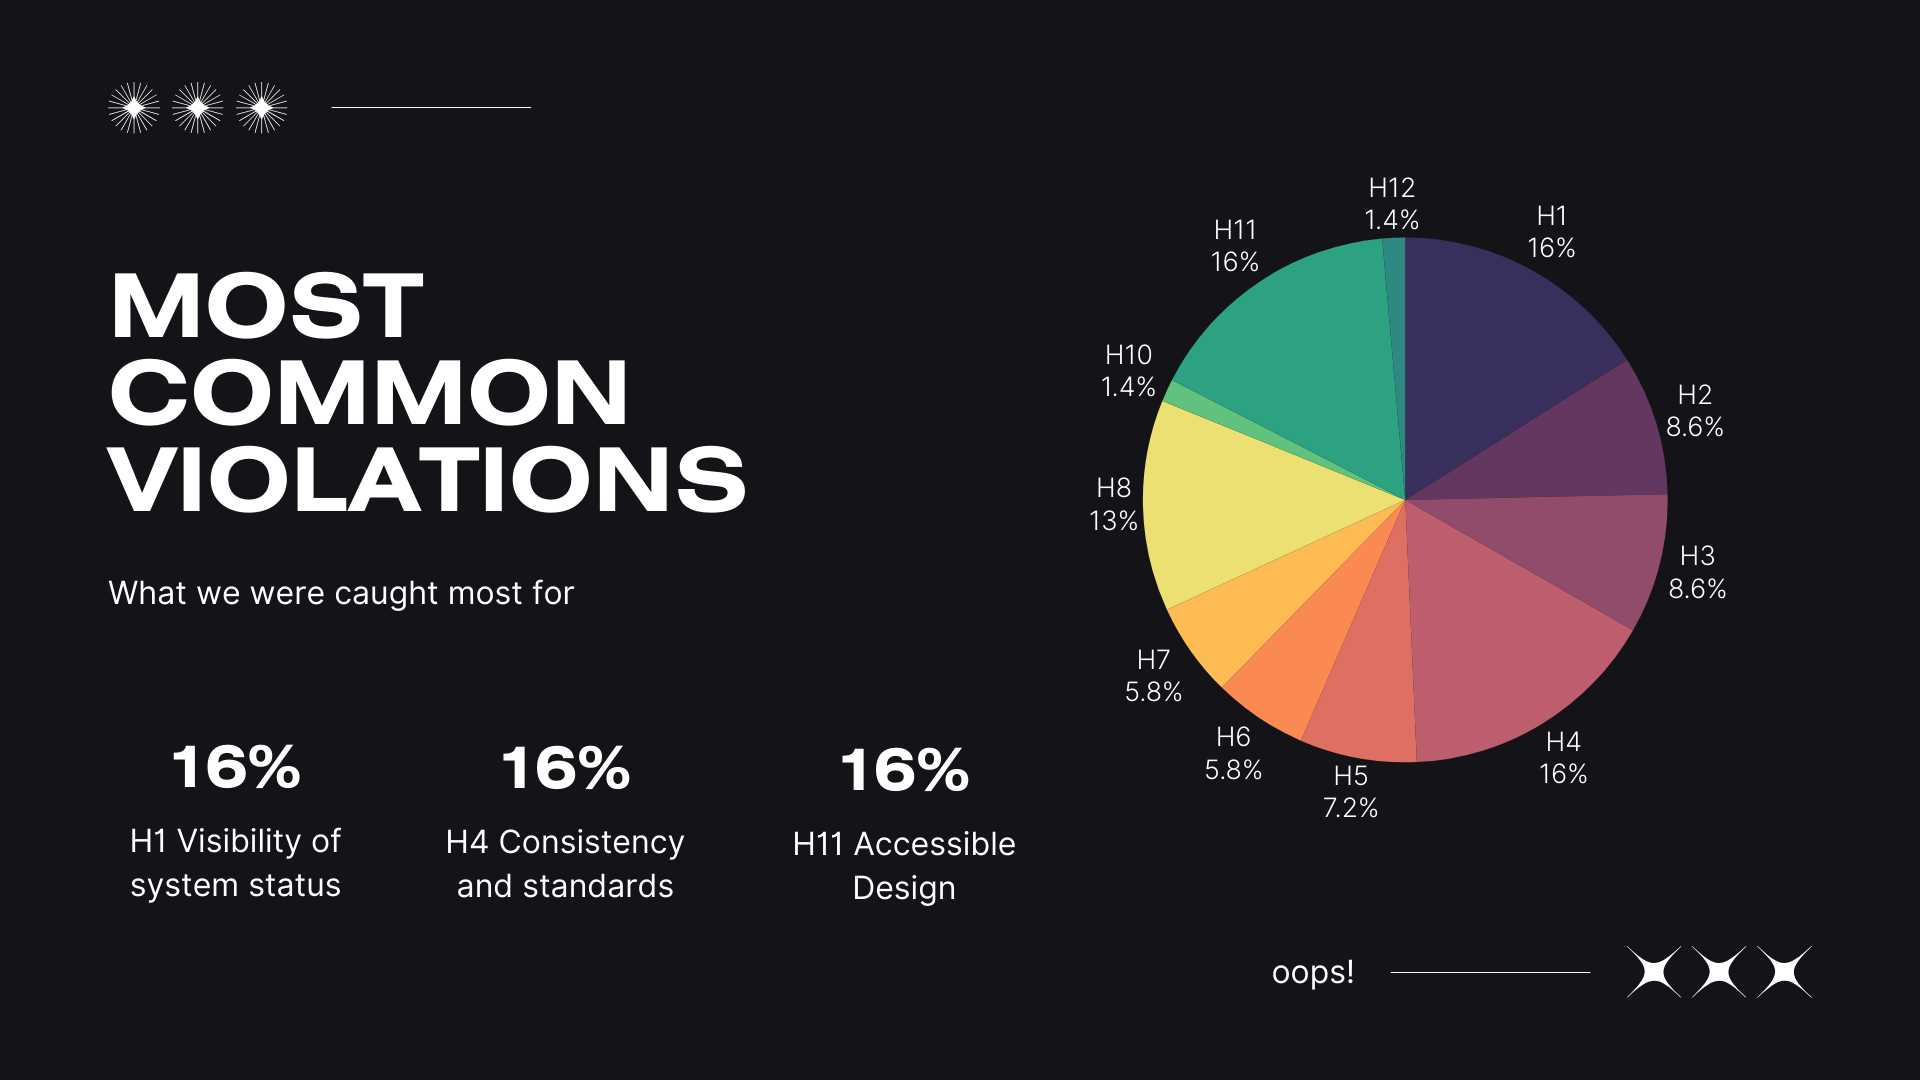 MOST
COMMON
VIOLATIONS
What we were caught most for
16%
H1 Visibility of
system status
16%
H4 Consistency
and standards
16%
H11 Accessible
Design
H12
1.4%
H1
16%
H2
8.6%
H3
8.6%
H4
16%
H5
7.2%
H6
5.8%
H7
5.8%
H8
13%
H10
1.4%
H11
16%
oops!